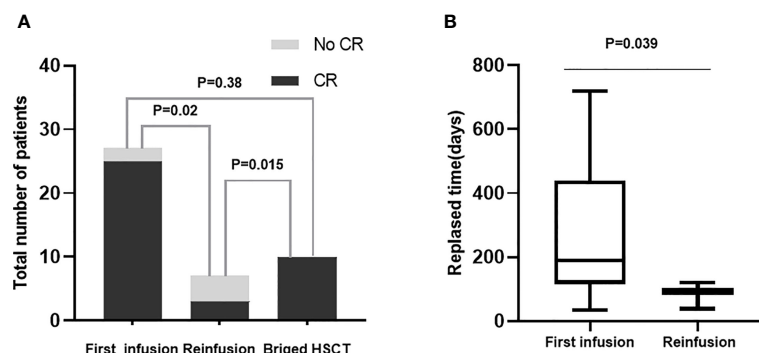 A
No CR
CR
Total number of patients
40
30
20
10
0
P=0.38
P=0.02
P=0.015
First infusion Reinfusion Briged HSCT
B
P=0.039
Replased time(days)
800
600
400
200
0
First infusion Reinfusion